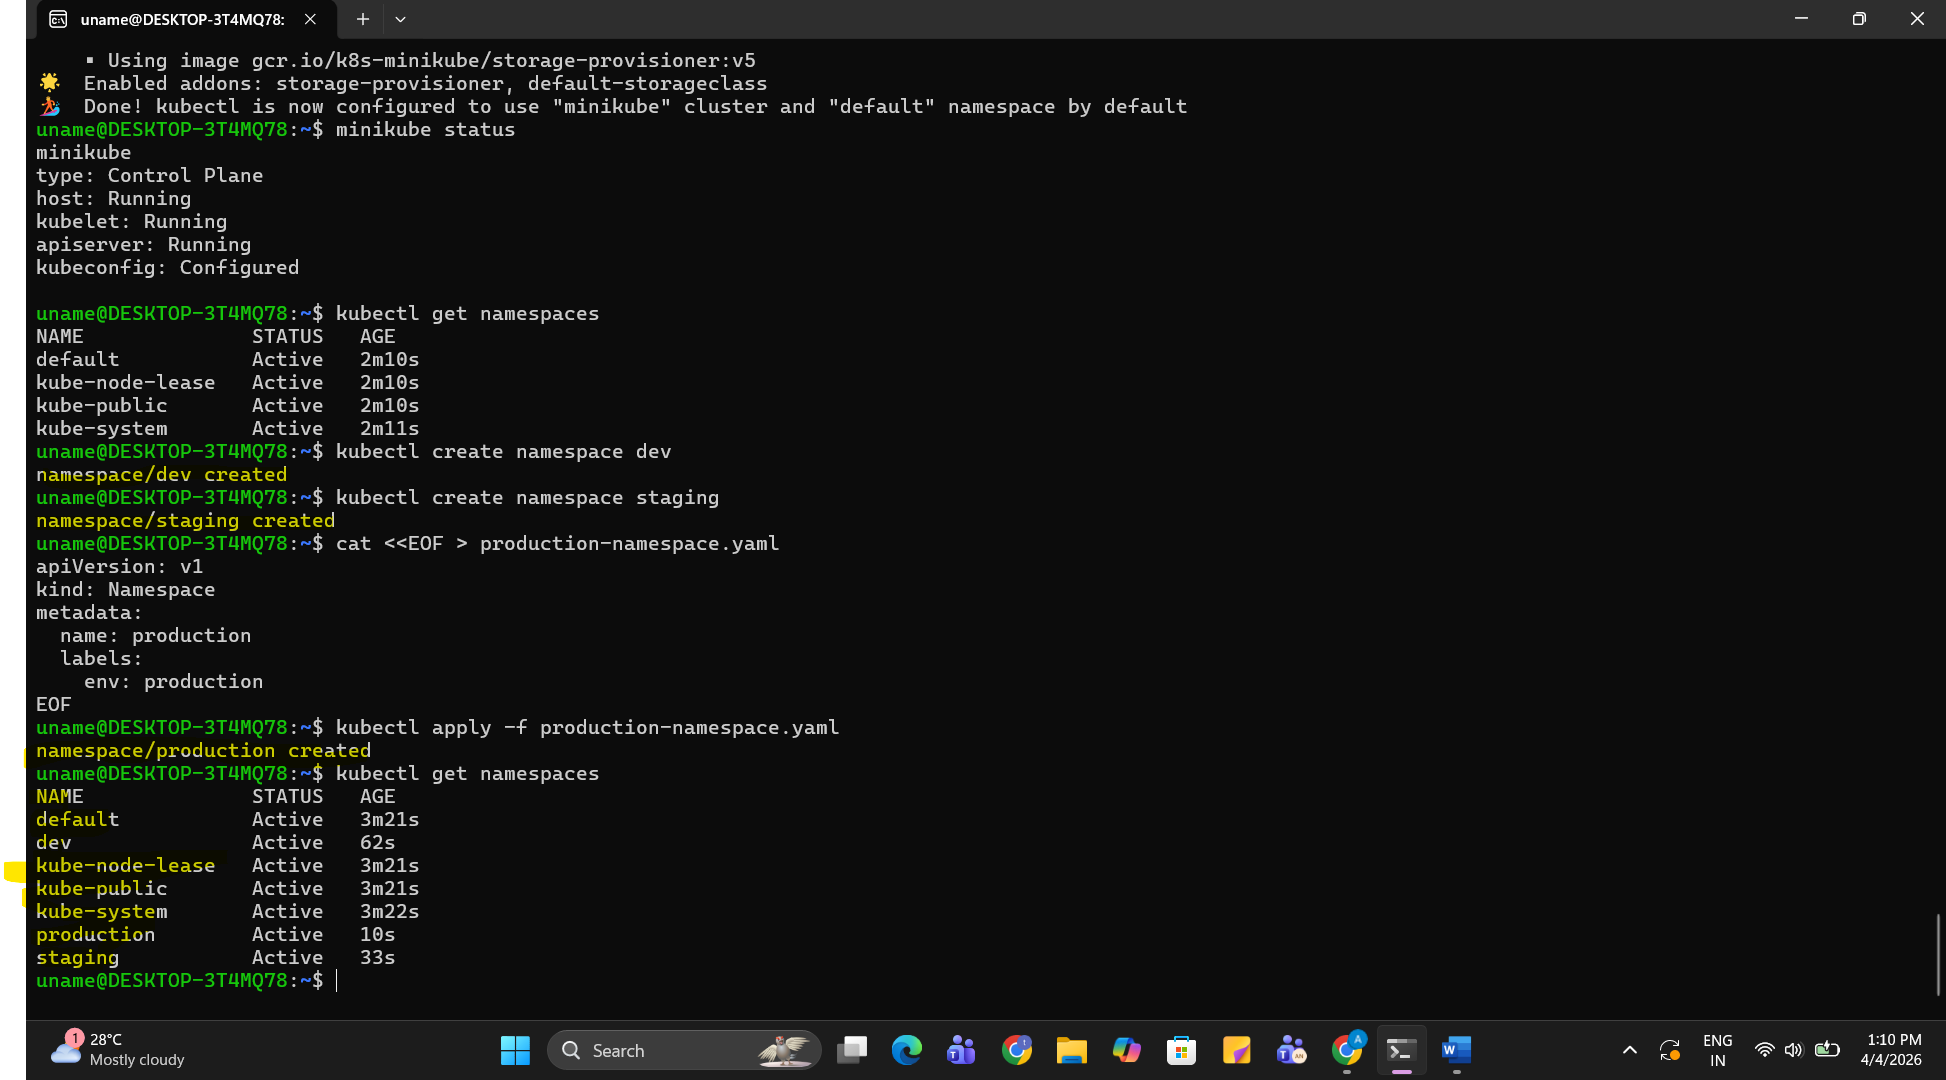 uname@DESKTOP-3T4MQ78:
▪ Using image gcr.io/k8s-minikube/storage-provisioner:v5
Enabled addons: storage-provisioner, default-storageclass
Done! kubectl is now configured to use "minikube" cluster and "default" namespace by default
uname@DESKTOP-3T4MQ78:~$ minikube status
minikube
type: Control Plane
host: Running
kubelet: Running
apiserver: Running
kubeconfig: Configured
uname@DESKTOP-3T4MQ78:~$ kubectl get namespaces
NAME              STATUS   AGE
default           Active   2m10s
kube-node-lease   Active   2m10s
kube-public       Active   2m10s
kube-system       Active   2m11s
uname@DESKTOP-3T4MQ78:~$ kubectl create namespace dev
namespace/dev created
uname@DESKTOP-3T4MQ78:~$ kubectl create namespace staging
namespace/staging created
uname@DESKTOP-3T4MQ78:~$ cat <<EOF > production-namespace.yaml
apiVersion: v1
kind: Namespace
metadata:
  name: production
  labels:
    env: production
EOF
uname@DESKTOP-3T4MQ78:~$ kubectl apply -f production-namespace.yaml
namespace/production created
uname@DESKTOP-3T4MQ78:~$ kubectl get namespaces
NAME              STATUS   AGE
default           Active   3m21s
dev               Active   62s
kube-node-lease   Active   3m21s
kube-public       Active   3m21s
kube-system       Active   3m22s
production        Active   10s
staging           Active   33s
uname@DESKTOP-3T4MQ78:~$
1
28°C
Mostly cloudy
Search
ENG
IN
1:10 PM
4/4/2026